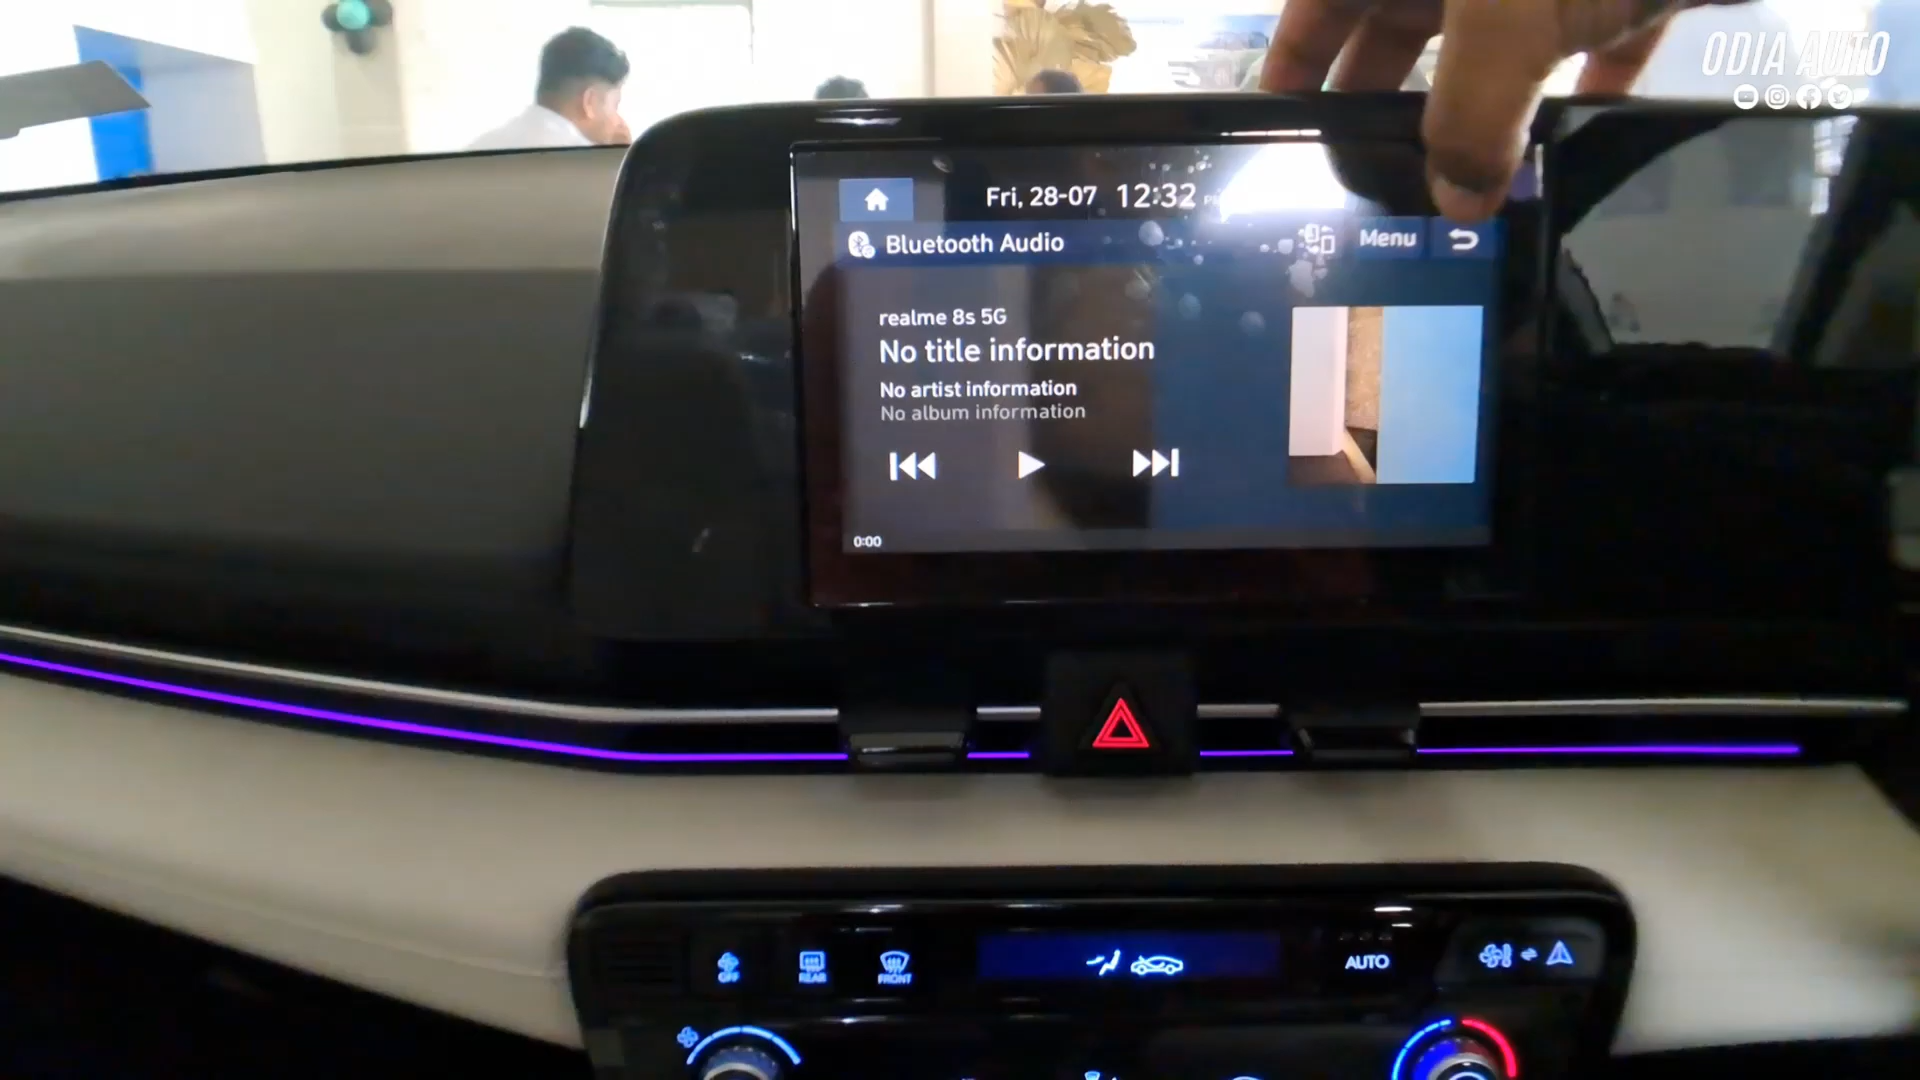 ODIA AUTO
Fri, 28-07 12:32
Bluetooth Audio
Menu
realme 8s 5G
No title information
No artist information
No album information
0:00
OFF
REAR
FRONT
AUTO